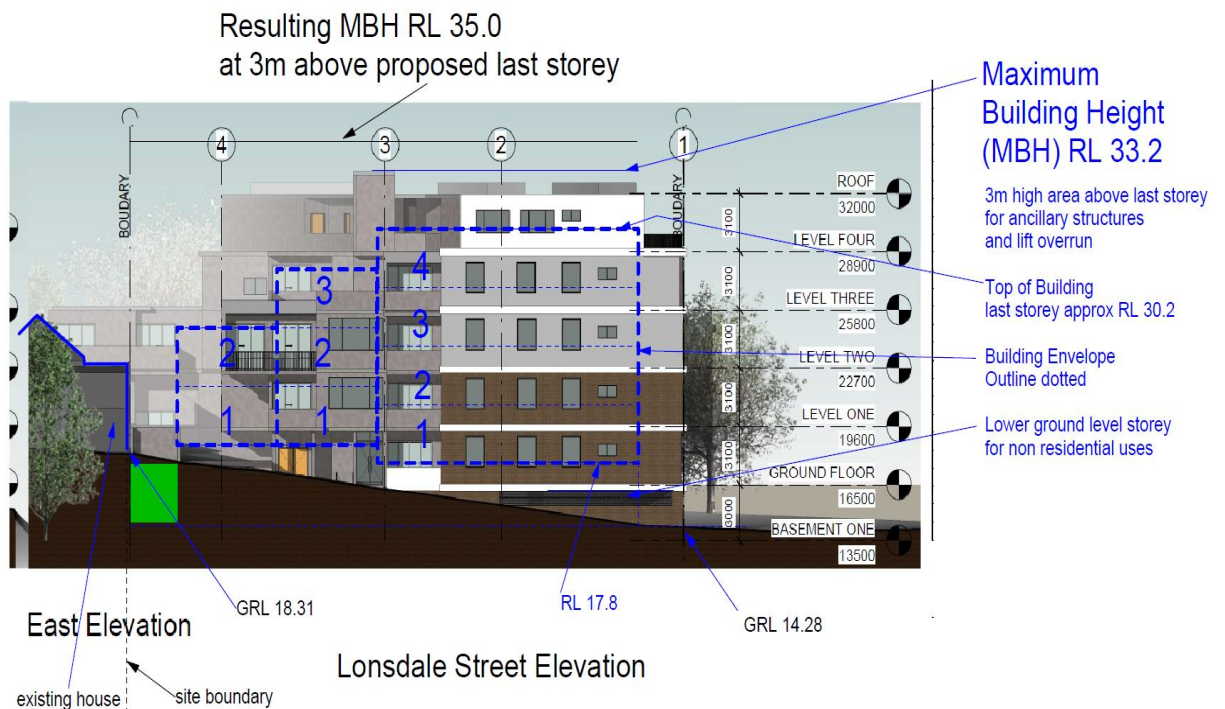 Resulting MBH RL 35.0
at 3m above proposed last storey
Maximum
Building Height
(MBH) RL 33.2
3m high area above last storey
for ancillary structures
and lift overrun
Top of Building
last storey approx RL 30.2
Building Envelope
Outline dotted
Lower ground level storey
for non residential uses
BOUDARY
4
3
2
1
BOUDARY
ROOF
32000
LEVEL FOUR
28900
LEVEL THREE
25800
LEVEL TWO
22700
LEVEL ONE
19600
GROUND FLOOR
16500
BASEMENT ONE
13500
3100
3100
3100
3100
3100
3000
4
3
2
1
3
2
1
2
1
GRL 18.31
RL 17.8
GRL 14.28
East Elevation
Lonsdale Street Elevation
existing house
site boundary